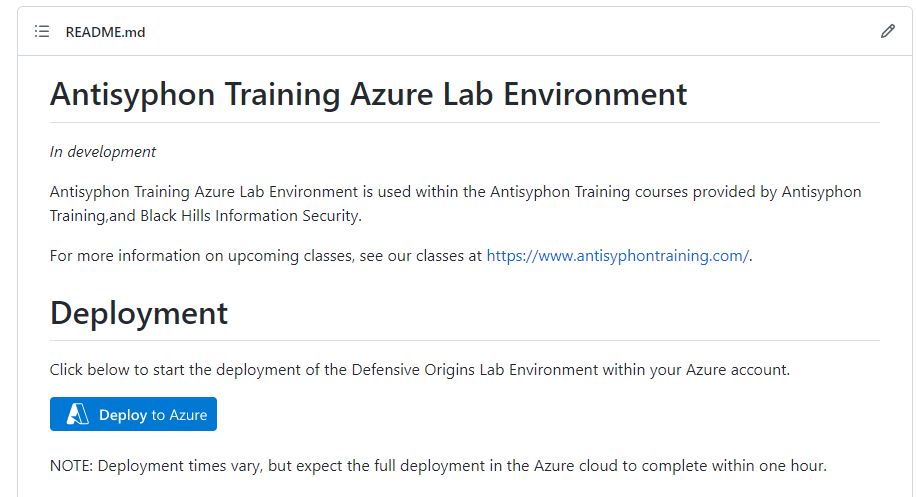 README.md
Antisyphon Training Azure Lab Environment
In development
Antisyphon Training Azure Lab Environment is used within the Antisyphon Training courses provided by Antisyphon
Training,and Black Hills Information Security.
For more information on upcoming classes, see our classes at https://www.antisyphontraining.com/.
Deployment
Click below to start the deployment of the Defensive Origins Lab Environment within your Azure account.
Deploy to Azure
NOTE: Deployment times vary, but expect the full deployment in the Azure cloud to complete within one hour.